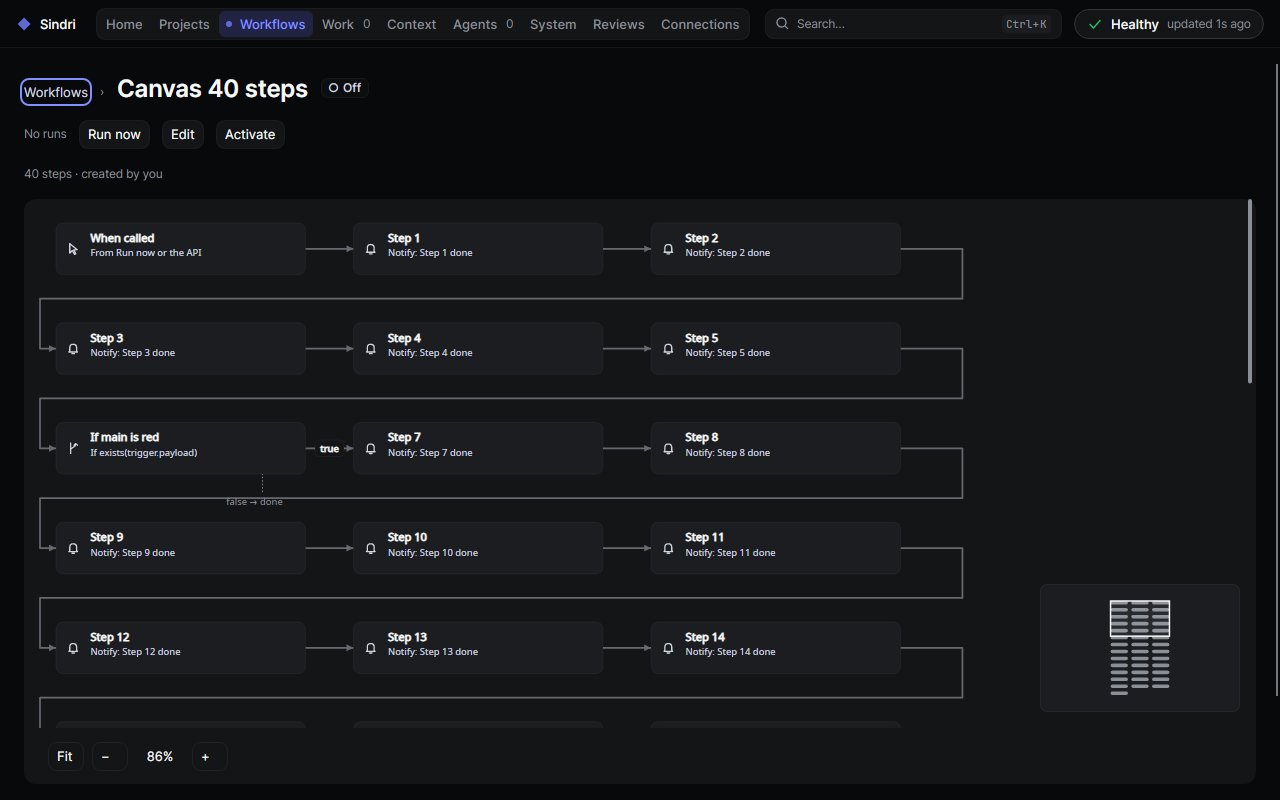 Sindri
Home Projects Workflows Work 0 Context Agents 0 System Reviews Connections
Search... Ctrl+K
Healthy updated 1s ago
Workflows › Canvas 40 steps Off
No runs Run now Edit Activate
40 steps · created by you
When called
From Run now or the API
Step 1
Notify: Step 1 done
Step 2
Notify: Step 2 done
Step 3
Notify: Step 3 done
Step 4
Notify: Step 4 done
Step 5
Notify: Step 5 done
If main is red
If exists(trigger.payload)
true
Step 7
Notify: Step 7 done
Step 8
Notify: Step 8 done
false → done
Step 9
Notify: Step 9 done
Step 10
Notify: Step 10 done
Step 11
Notify: Step 11 done
Step 12
Notify: Step 12 done
Step 13
Notify: Step 13 done
Step 14
Notify: Step 14 done
Fit − 86% +